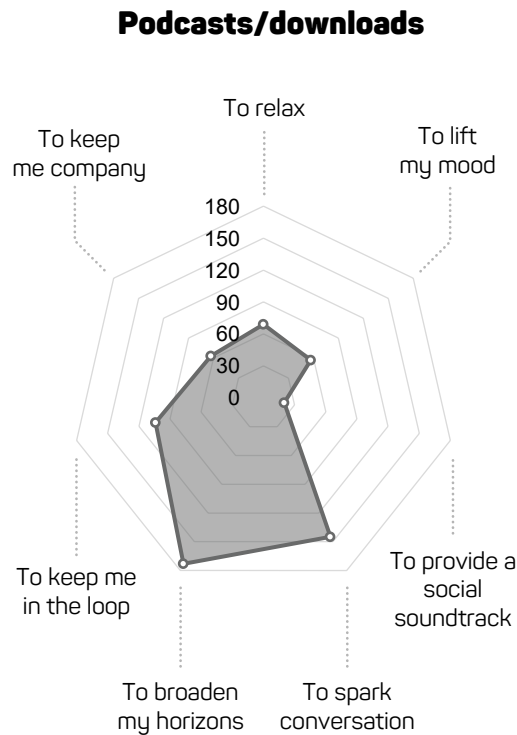 Podcasts/downloads
To relax
To keep
me company
To lift
my mood
180
150
120
90
60
30
0
To keep me
in the loop
To provide a
social
soundtrack
To broaden
my horizons
To spark
conversation